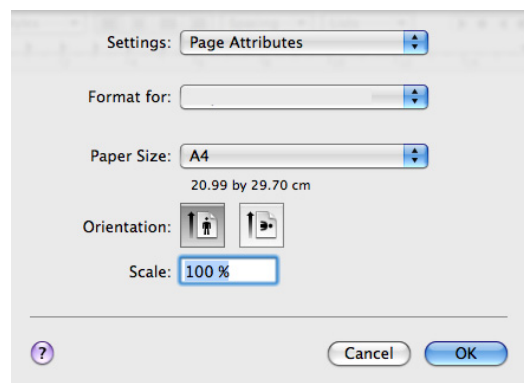 Settings: Page Attributes
Format for:
Paper Size: A4
20.99 by 29.70 cm
Orientation:
Scale: 100 %
? Cancel OK